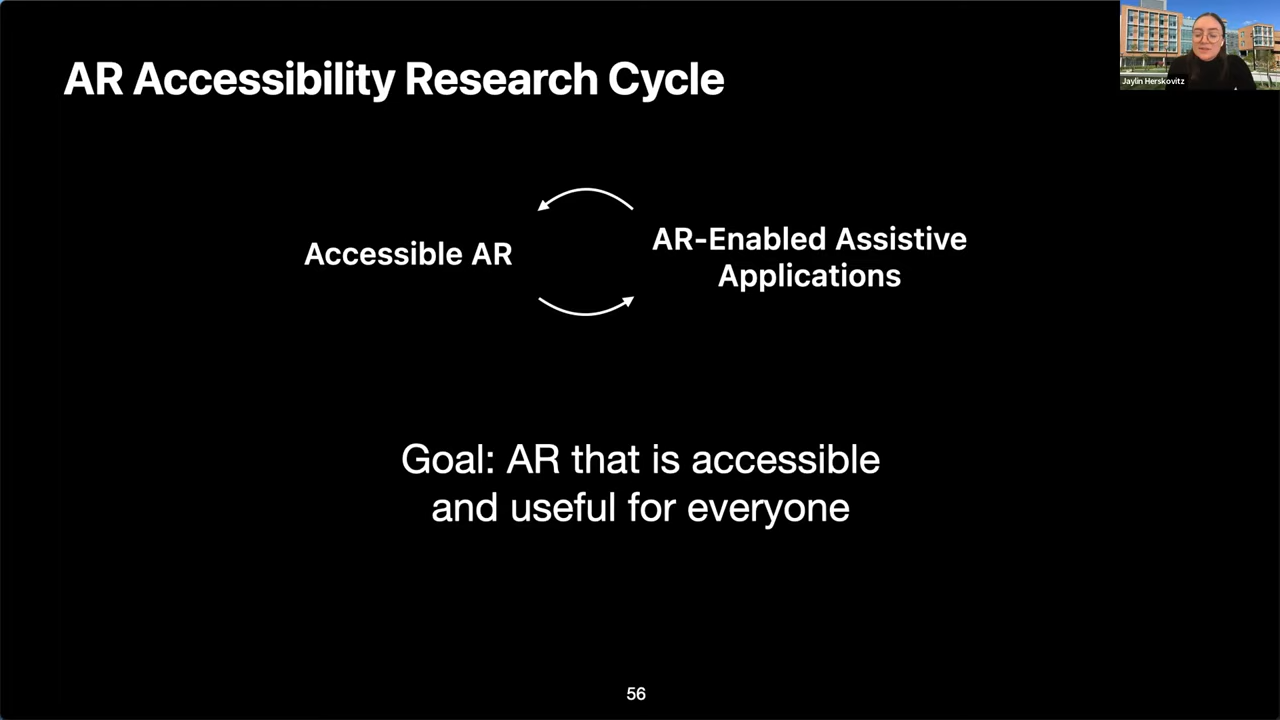 AR Accessibility Research Cycle
Jaylin Herskovitz
Accessible AR
AR-Enabled Assistive
Applications
Goal: AR that is accessible
and useful for everyone
56